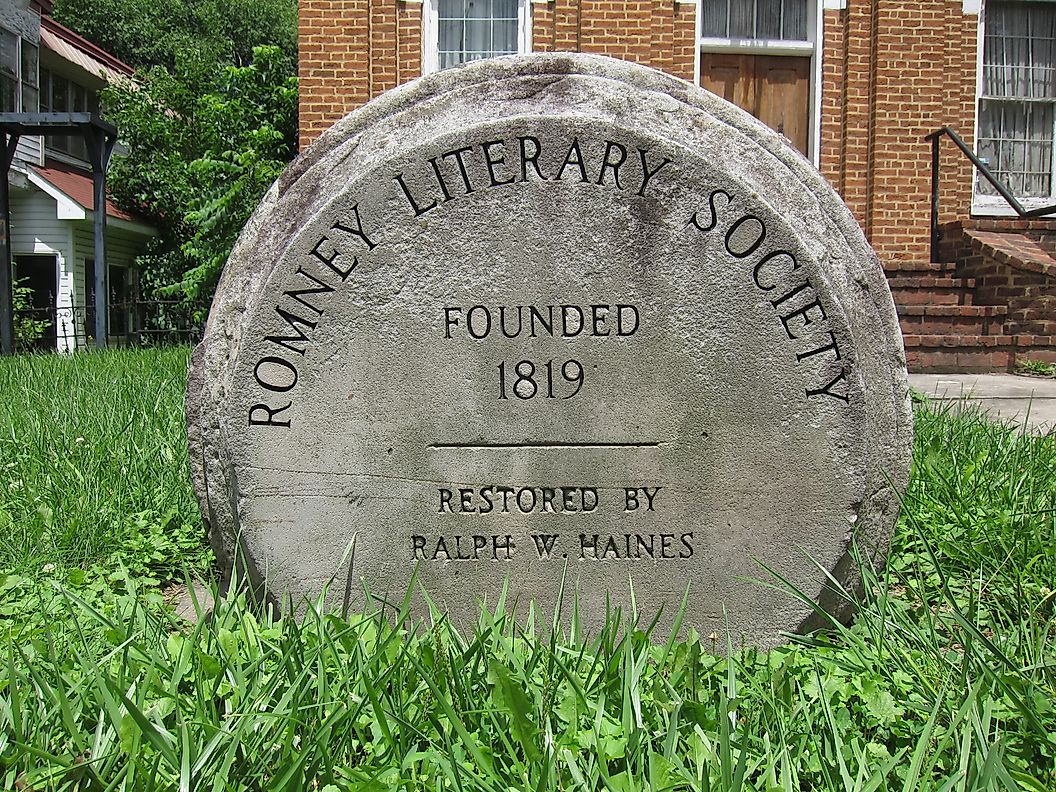 ROMNEY LITERARY SOCIETY
FOUNDED
1819
RESTORED BY
RALPH W. HAINES